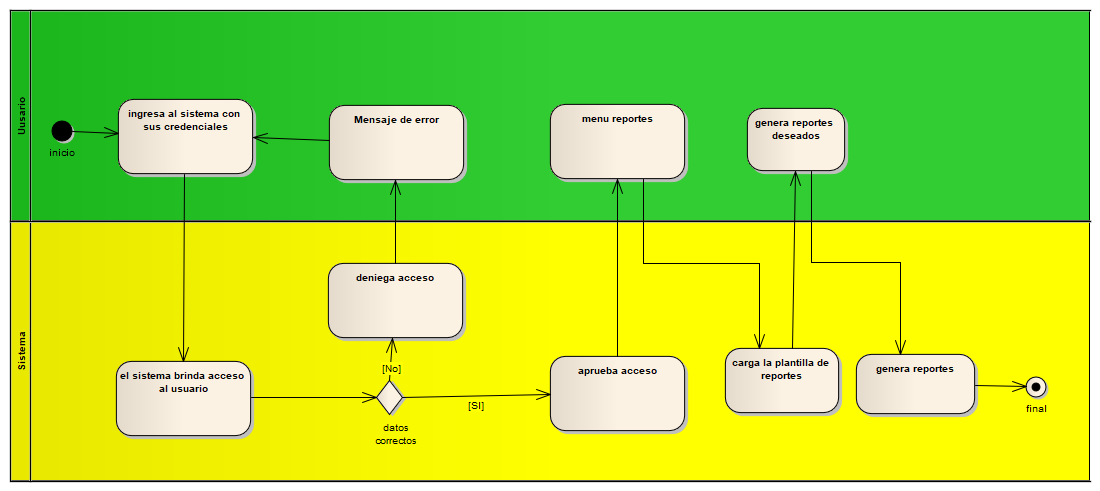 Uusario
inicio
ingresa al sistema con
sus credenciales
Mensaje de error
menu reportes
genera reportes
deseados
Sistema
el sistema brinda acceso
al usuario
deniega acceso
[No]
datos
correctos
[SI]
aprueba acceso
carga la plantilla de
reportes
genera reportes
final